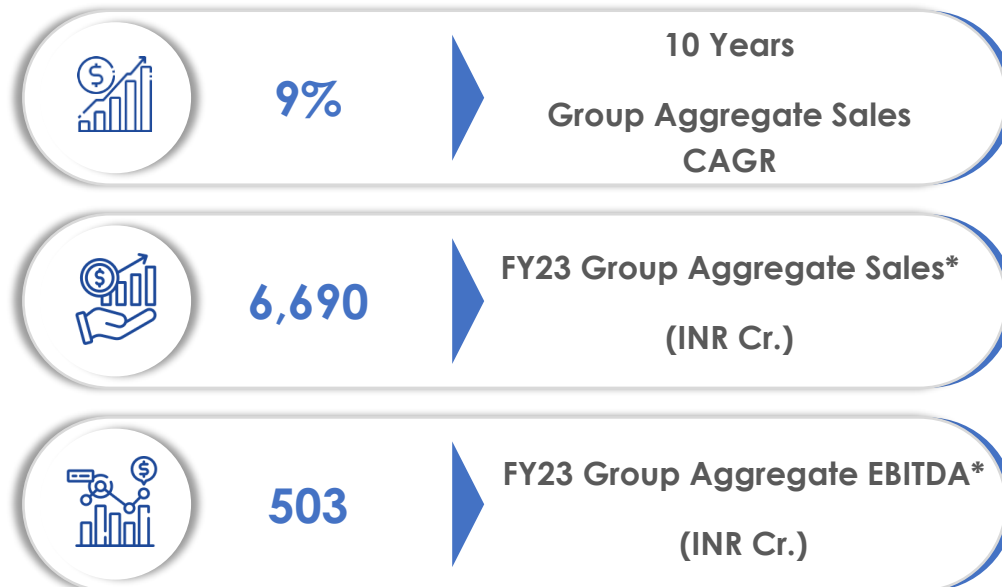 9%
10 Years
Group Aggregate Sales
CAGR
6,690
FY23 Group Aggregate Sales*
(INR Cr.)
503
FY23 Group Aggregate EBITDA*
(INR Cr.)